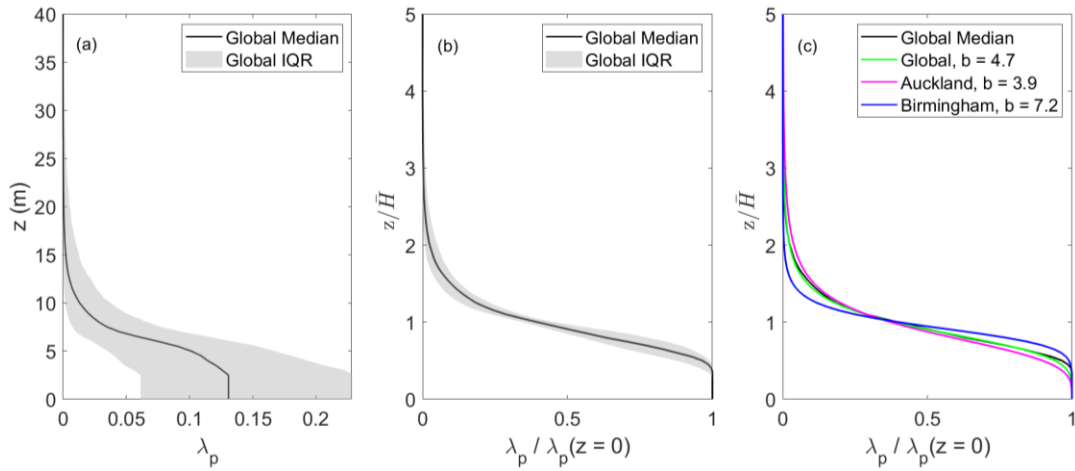 (a)
Global Median
Global IQR
40
35
30
25
20
15
10
5
0
z (m)
0
0.05
0.1
0.15
0.2
λp
(b)
Global Median
Global IQR
5
4
3
2
1
0
z/H̄
0
0.5
1
λp / λp(z = 0)
(c)
Global Median
Global, b = 4.7
Auckland, b = 3.9
Birmingham, b = 7.2
5
4
3
2
1
0
z/H̄
0
0.5
1
λp / λp(z = 0)